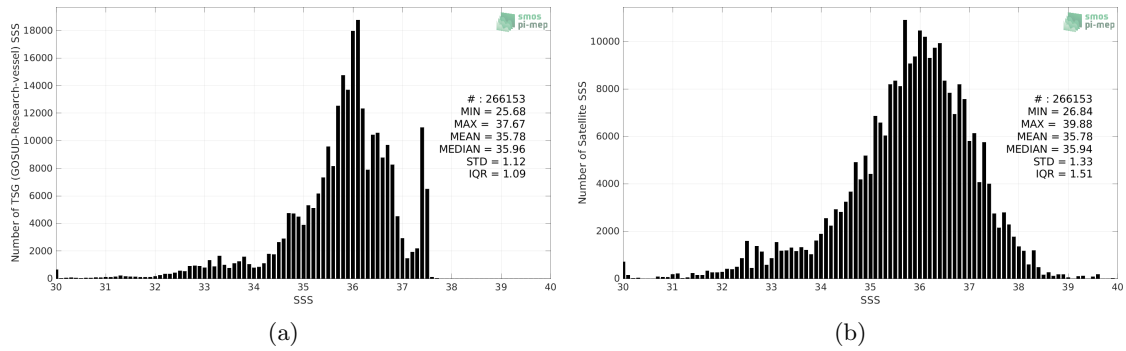 smos
pi-mep
18000
16000
14000
12000
10000
8000
6000
4000
2000
0
Number of TSG (GOSUD-Research-vessel) SSS
# : 266153
MIN = 25.68
MAX = 37.67
MEAN = 35.78
MEDIAN = 35.96
STD = 1.12
IQR = 1.09
30 31 32 33 34 35 36 37 38 39 40
SSS
(a)
smos
pi-mep
10000
8000
6000
4000
2000
0
Number of Satellite SSS
# : 266153
MIN = 26.84
MAX = 39.88
MEAN = 35.78
MEDIAN = 35.94
STD = 1.33
IQR = 1.51
30 31 32 33 34 35 36 37 38 39 40
SSS
(b)